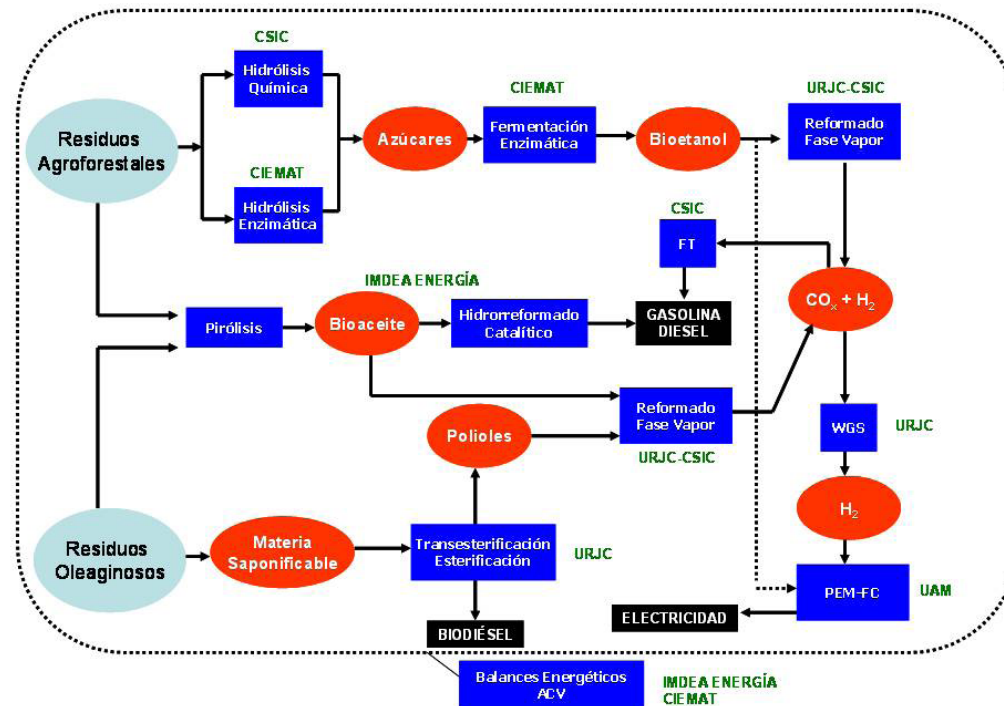 CSIC
Hidrólisis
Química
CIEMAT
URJC-CSIC
Residuos
Agroforestales
Azúcares
Fermentación
Enzimática
Bioetanol
Reformado
Fase Vapor
CIEMAT
Hidrólisis
Enzimática
CSIC
FT
IMDEA ENERGÍA
COx + H2
Pirólisis
Bioaceite
Hidrorreformado
Catalítico
GASOLINA
DIESEL
Polioles
Reformado
Fase Vapor
WGS
URJC
URJC-CSIC
H2
Residuos
Oleaginosos
Materia
Saponificable
Transesterificación
Esterificación
URJC
PEM-FC
UAM
ELECTRICIDAD
BIODIÉSEL
Balances Energéticos
ACV
IMDEA ENERGÍA
CIEMAT